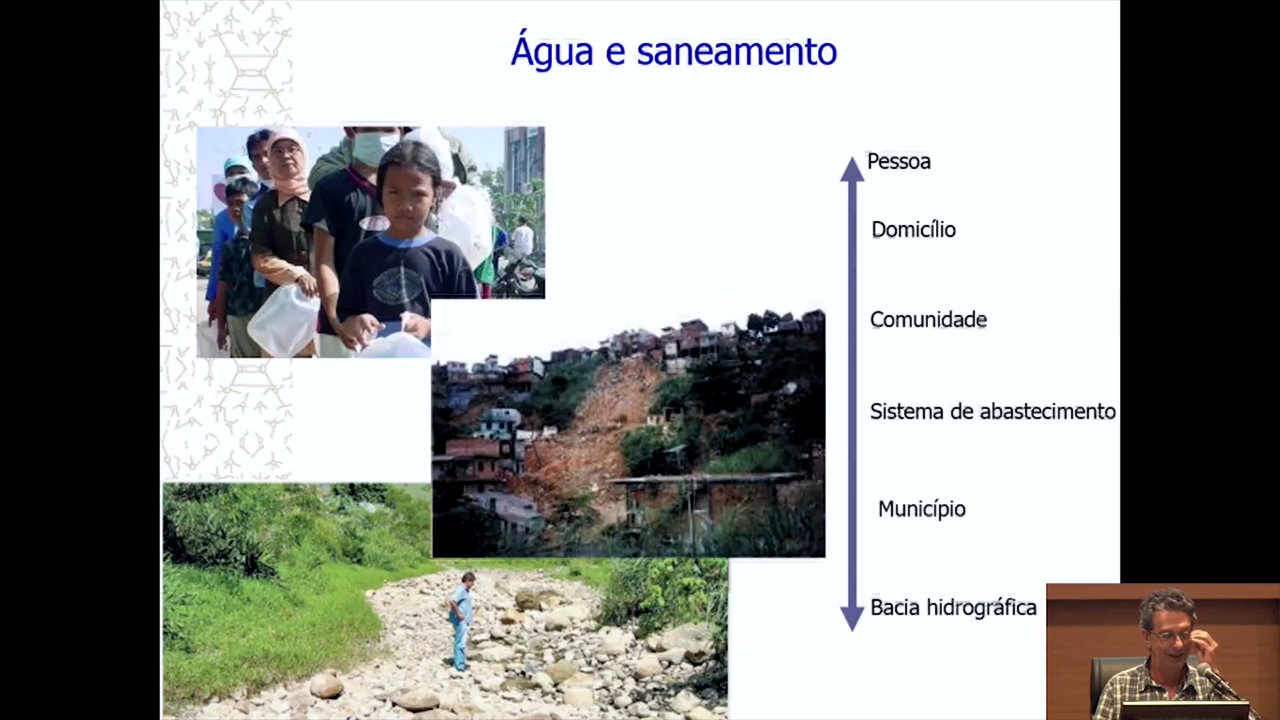 Água e saneamento
Pessoa
Domicílio
Comunidade
Sistema de abastecimento
Município
Bacia hidrográfica